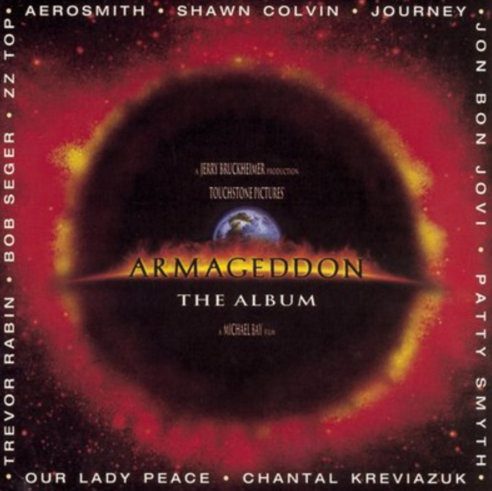 • AEROSMITH • SHAWN COLVIN • JOURNEY •
JON BON JOVI • PATTY SMYTH •
A JERRY BRUCKHEIMER PRODUCTION
TOUCHSTONE PICTURES
ARMAGEDDON
THE ALBUM
A MICHAEL BAY FILM
TREVOR RABIN • BOB SEGER • ZZ TOP
• OUR LADY PEACE • CHANTAL KREVIAZUK •